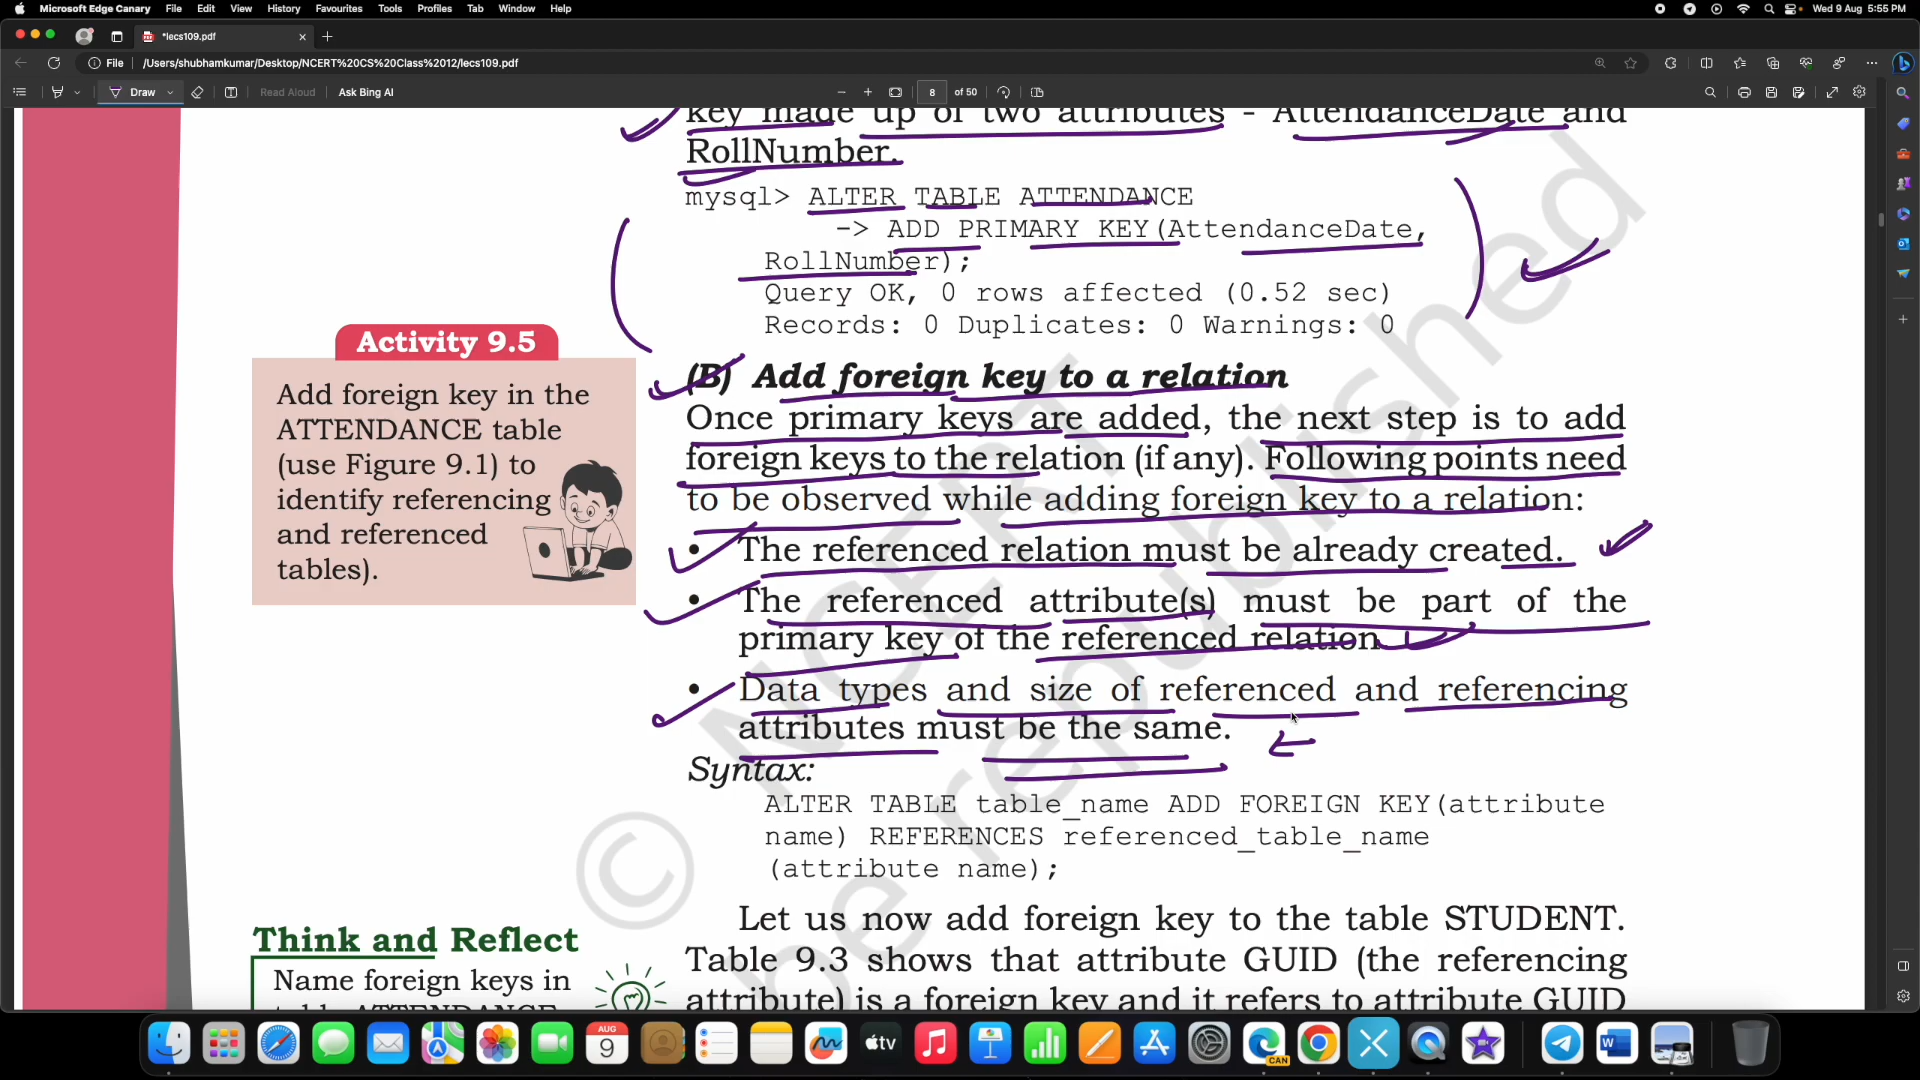 Microsoft Edge Canary File Edit View History Favourites Tools Profiles Tab Window Help Wed 9 Aug 5:55 PM
*lecs109.pdf
File /Users/shubhamkumar/Desktop/NCERT%20CS%20Class%2012/lecs109.pdf
Draw Read Aloud Ask Bing AI 8 of 50
key made up of two attributes - AttendanceDate and
RollNumber.
mysql> ALTER TABLE ATTENDANCE
-> ADD PRIMARY KEY(AttendanceDate,
RollNumber);
Query OK, 0 rows affected (0.52 sec)
Records: 0 Duplicates: 0 Warnings: 0
Activity 9.5
Add foreign key in the
ATTENDANCE table
(use Figure 9.1) to
identify referencing
and referenced
tables).
(B) Add foreign key to a relation
Once primary keys are added, the next step is to add
foreign keys to the relation (if any). Following points need
to be observed while adding foreign key to a relation:
• The referenced relation must be already created.
• The referenced attribute(s) must be part of the
primary key of the referenced relation.
• Data types and size of referenced and referencing
attributes must be the same.
Syntax:
ALTER TABLE table_name ADD FOREIGN KEY(attribute
name) REFERENCES referenced_table_name
(attribute name);
Let us now add foreign key to the table STUDENT.
Table 9.3 shows that attribute GUID (the referencing
attribute) is a foreign key and it refers to attribute GUID
Think and Reflect
Name foreign keys in
table ATTENDANCE
© NCERT
be republished
AUG
9
tv
CAN
W